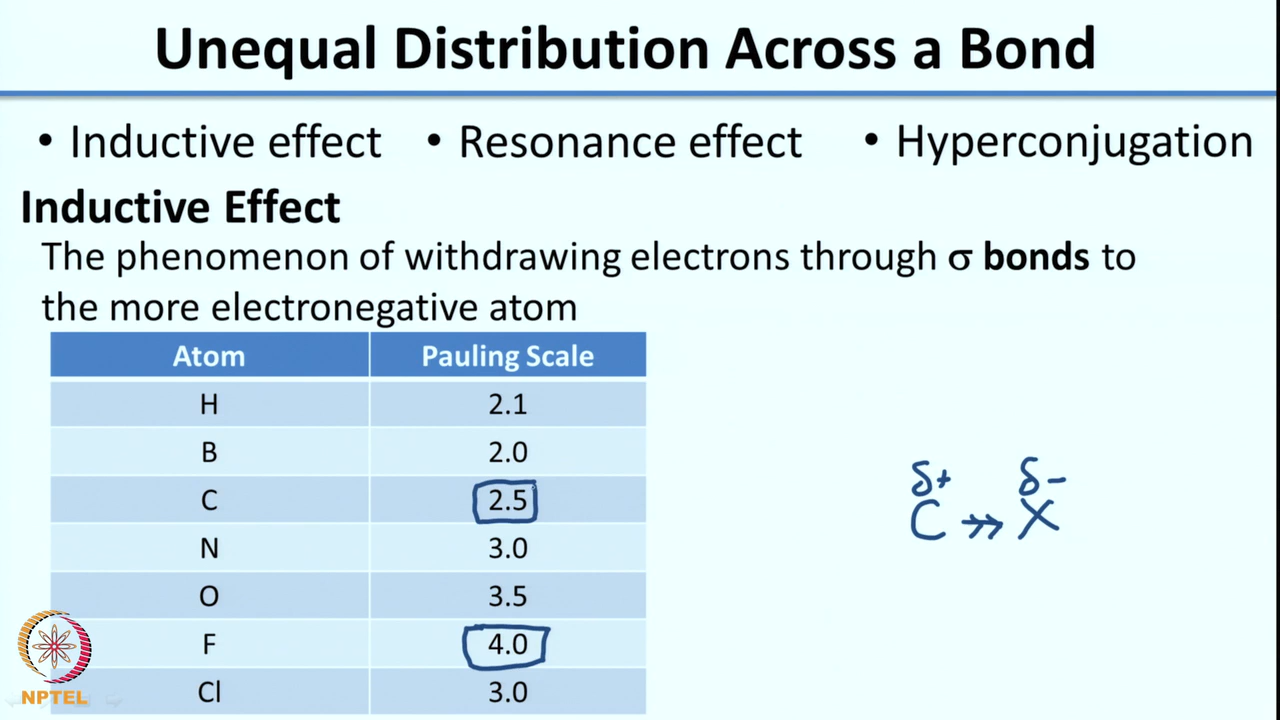 Unequal Distribution Across a Bond
• Inductive effect • Resonance effect • Hyperconjugation
Inductive Effect
The phenomenon of withdrawing electrons through σ bonds to
the more electronegative atom
Atom Pauling Scale
H 2.1
B 2.0
C 2.5
N 3.0
O 3.5
F 4.0
Cl 3.0
δ+ δ−
C ↠ X
NPTEL